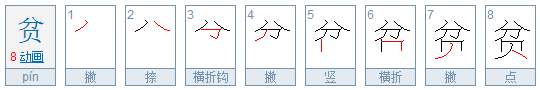 贫 1 2 3 4 5 6 7 8
8 动画
pín 撇 捺 横折钩 撇 竖 横折 撇 点